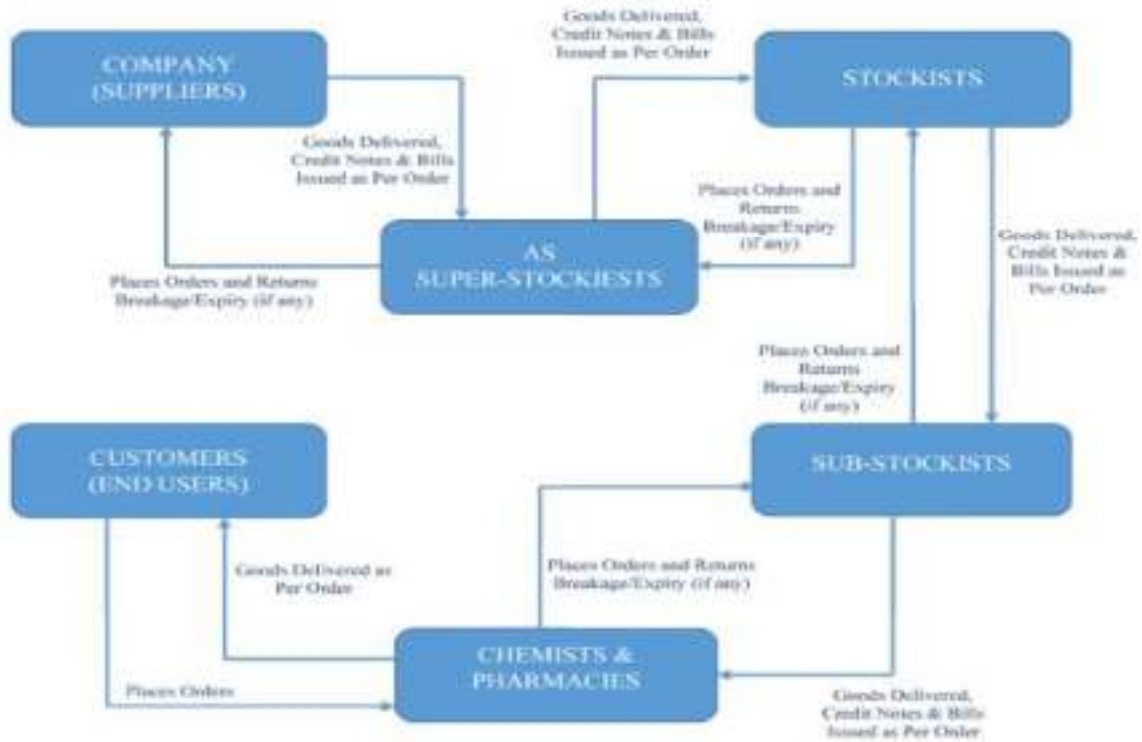 COMPANY
(SUPPLIERS)
Goods Delivered,
Credit Notes & Bills
Issued as Per Order
STOCKISTS
Goods Delivered,
Credit Notes & Bills
Issued as Per Order
Places Orders and
Returns
Breakage/Expiry
(if any)
AS
SUPER-STOCKIESTS
Places Orders and Returns
Breakage/Expiry (if any)
Goods Delivered,
Credit Notes &
Bills Issued as
Per Order
Places Orders and
Returns
Breakage/Expiry
(if any)
CUSTOMERS
(END USERS)
SUB-STOCKISTS
Goods Delivered as
Per Order
Places Orders and Returns
Breakage/Expiry (if any)
CHEMISTS &
PHARMACIES
Places Orders
Goods Delivered,
Credit Notes & Bills
Issued as Per Order